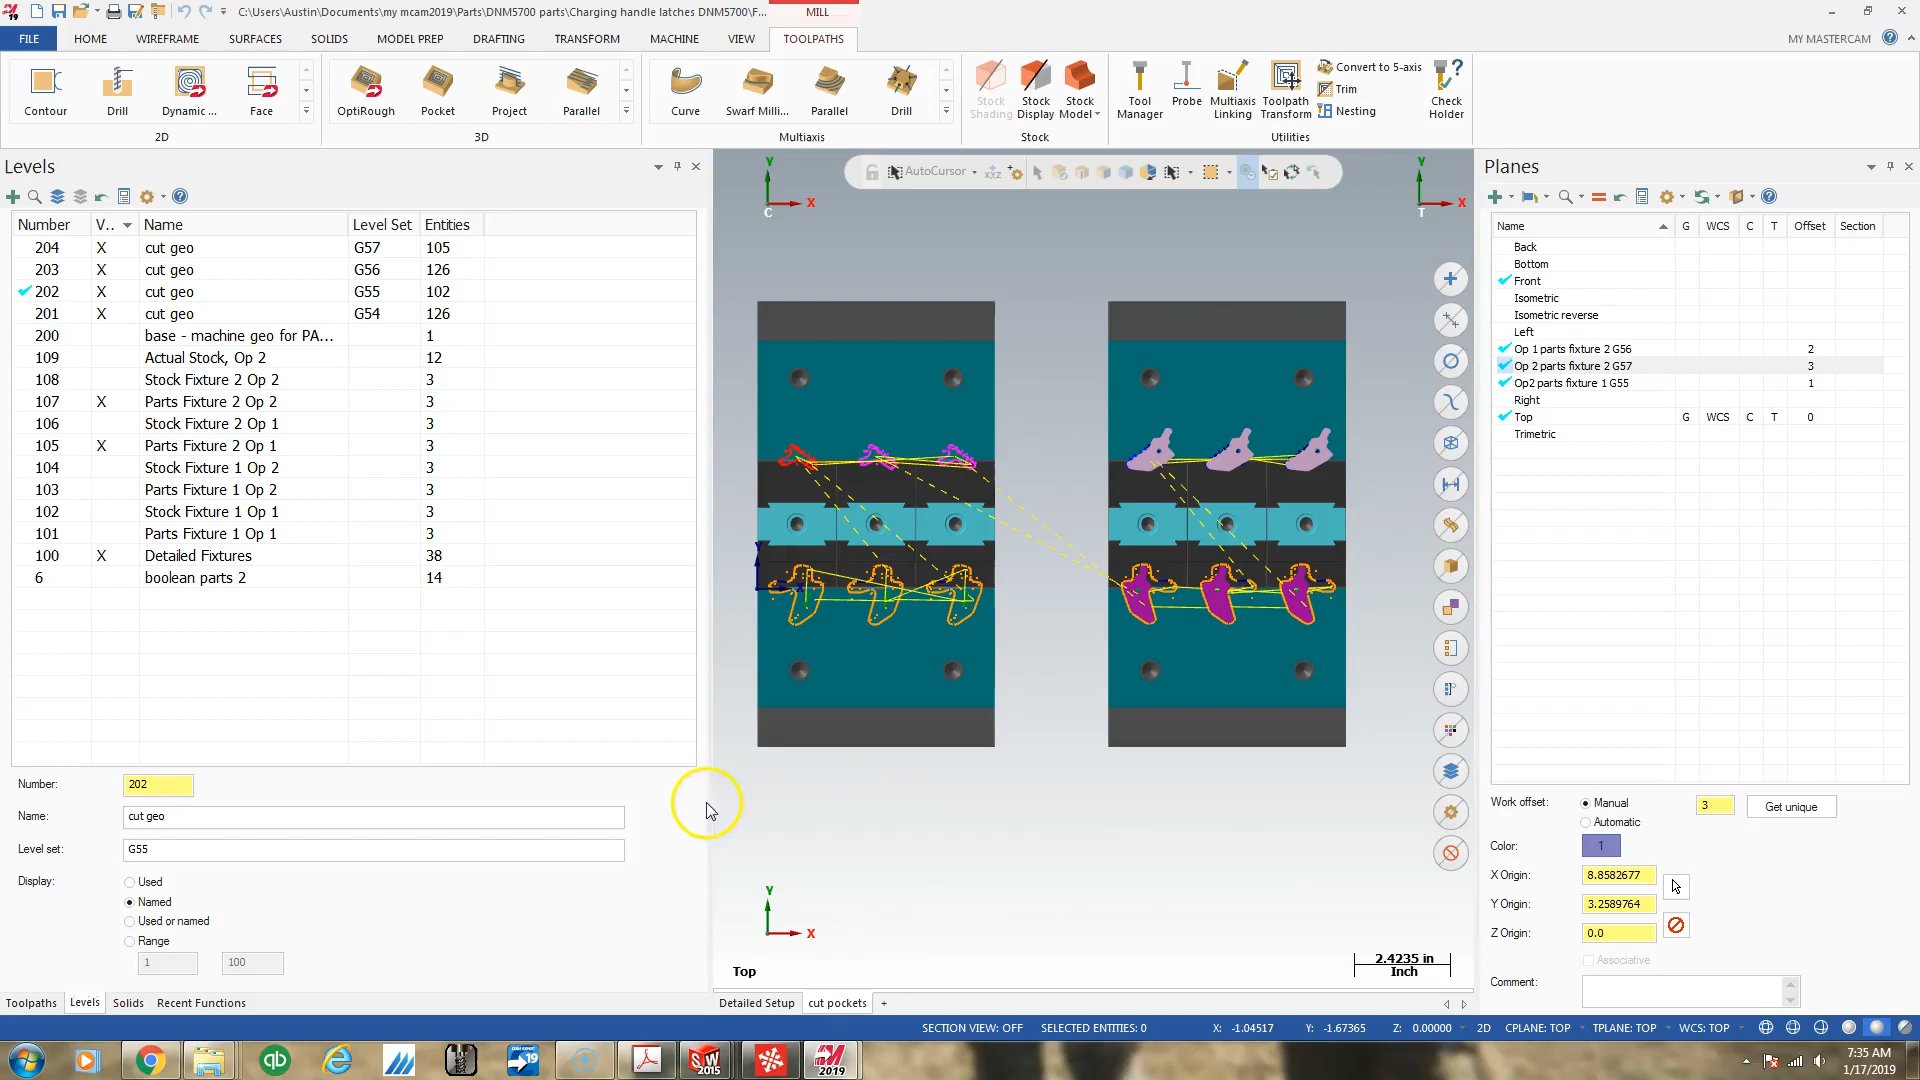 C:\Users\Austin\Documents\my mcam2019\Parts\DNM5700 parts\Charging handle latches DNM5700\F...
MILL
FILE HOME WIREFRAME SURFACES SOLIDS MODEL PREP DRAFTING TRANSFORM MACHINE VIEW TOOLPATHS MY MASTERCAM
Contour Drill Dynamic ... Face
2D
OptiRough Pocket Project Parallel
3D
Curve Swarf Milli... Parallel Drill
Multiaxis
Stock Shading
Stock Display
Stock Model
Stock
Tool Manager
Probe
Multiaxis Linking
Toolpath Transform
Convert to 5-axis
Trim
Nesting
Check Holder
Utilities
Levels
Number V.. Name Level Set Entities
204 X cut geo G57 105
203 X cut geo G56 126
202 X cut geo G55 102
201 X cut geo G54 126
200 base - machine geo for PA... 1
109 Actual Stock, Op 2 12
108 Stock Fixture 2 Op 2 3
107 X Parts Fixture 2 Op 2 3
106 Stock Fixture 2 Op 1 3
105 X Parts Fixture 2 Op 1 3
104 Stock Fixture 1 Op 2 3
103 Parts Fixture 1 Op 2 3
102 Stock Fixture 1 Op 1 3
101 Parts Fixture 1 Op 1 3
100 X Detailed Fixtures 38
6 boolean parts 2 14
Number: 202
Name: cut geo
Level set: G55
Display: Used
Named
Used or named
Range
1 100
Toolpaths Levels Solids Recent Functions
AutoCursor
Y
X
C
Y
X
T
Y
X
Y
X
Top
2.4235 in
Inch
Detailed Setup cut pockets +
Planes
Name G WCS C T Offset Section
Back
Bottom
Front
Isometric
Isometric reverse
Left
Op 1 parts fixture 2 G56 2
Op 2 parts fixture 2 G57 3
Op2 parts fixture 1 G55 1
Right
Top G WCS C T 0
Trimetric
Work offset: Manual 3 Get unique
Automatic
Color: 1
X Origin: 8.8582677
Y Origin: 3.2589764
Z Origin: 0.0
Associative
Comment:
SECTION VIEW: OFF SELECTED ENTITIES: 0 X: -1.04517 Y: -1.67365 Z: 0.00000 2D CPLANE: TOP TPLANE: TOP WCS: TOP
7:35 AM
1/17/2019